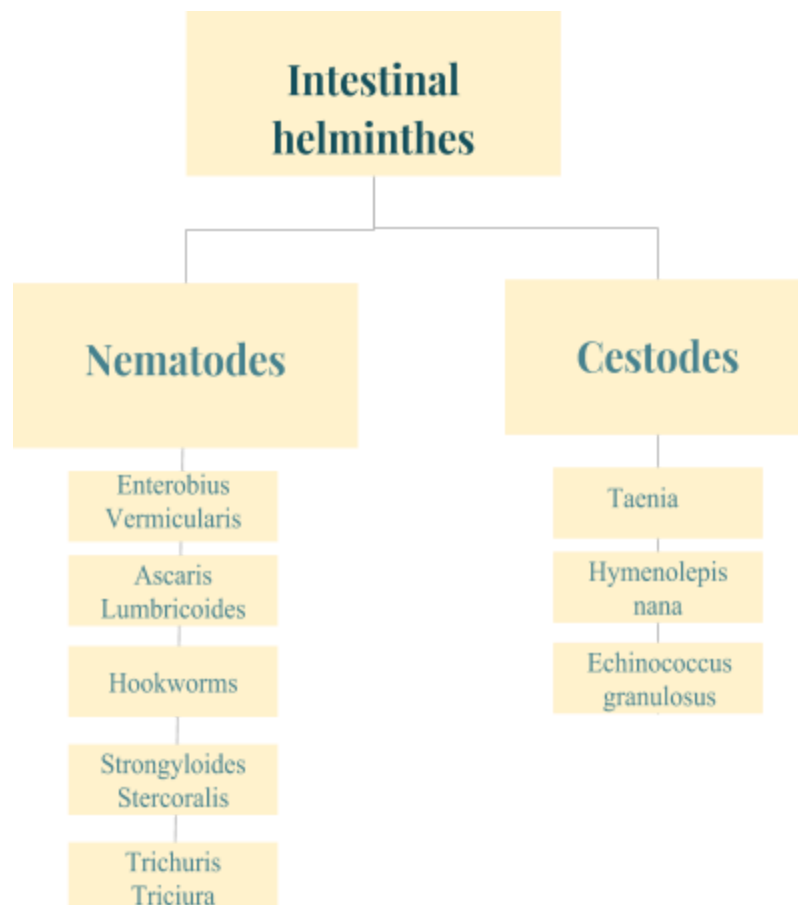 Intestinal
helminthes
Nematodes
Cestodes
Enterobius
Vermicularis
Ascaris
Lumbricoides
Hookworms
Strongyloides
Stercoralis
Trichuris
Triciura
Taenia
Hymenolepis
nana
Echinococcus
granulosus